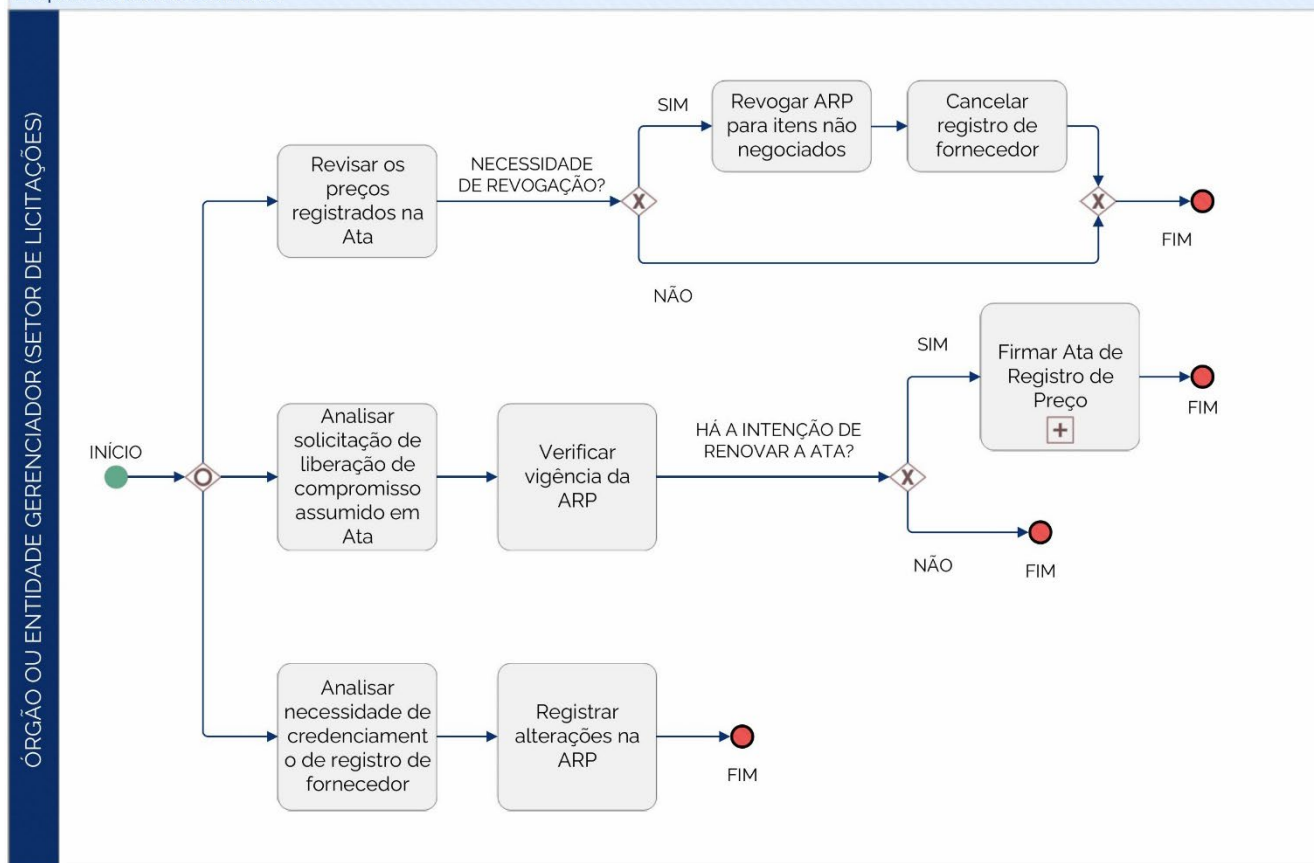 ÓRGÃO OU ENTIDADE GERENCIADOR (SETOR DE LICITAÇÕES)
INÍCIO
Revisar os
preços
registrados na
Ata
NECESSIDADE
DE REVOGAÇÃO?
SIM
Revogar ARP
para itens não
negociados
Cancelar
registro de
fornecedor
NÃO
FIM
Analisar
solicitação de
liberação de
compromisso
assumido em
Ata
Verificar
vigência da
ARP
HÁ A INTENÇÃO DE
RENOVAR A ATA?
SIM
Firmar Ata de
Registro de
Preço
FIM
NÃO
FIM
Analisar
necessidade de
credenciament
o de registro de
fornecedor
Registrar
alterações na
ARP
FIM